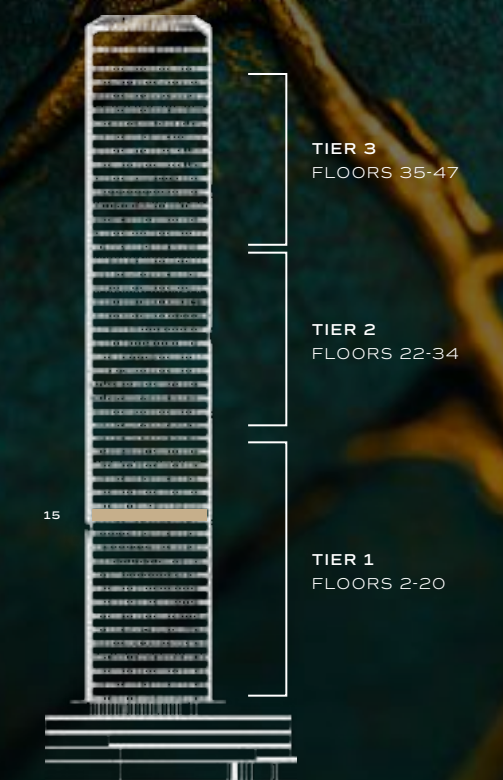 TIER 3
FLOORS 35-47
TIER 2
FLOORS 22-34
15
TIER 1
FLOORS 2-20